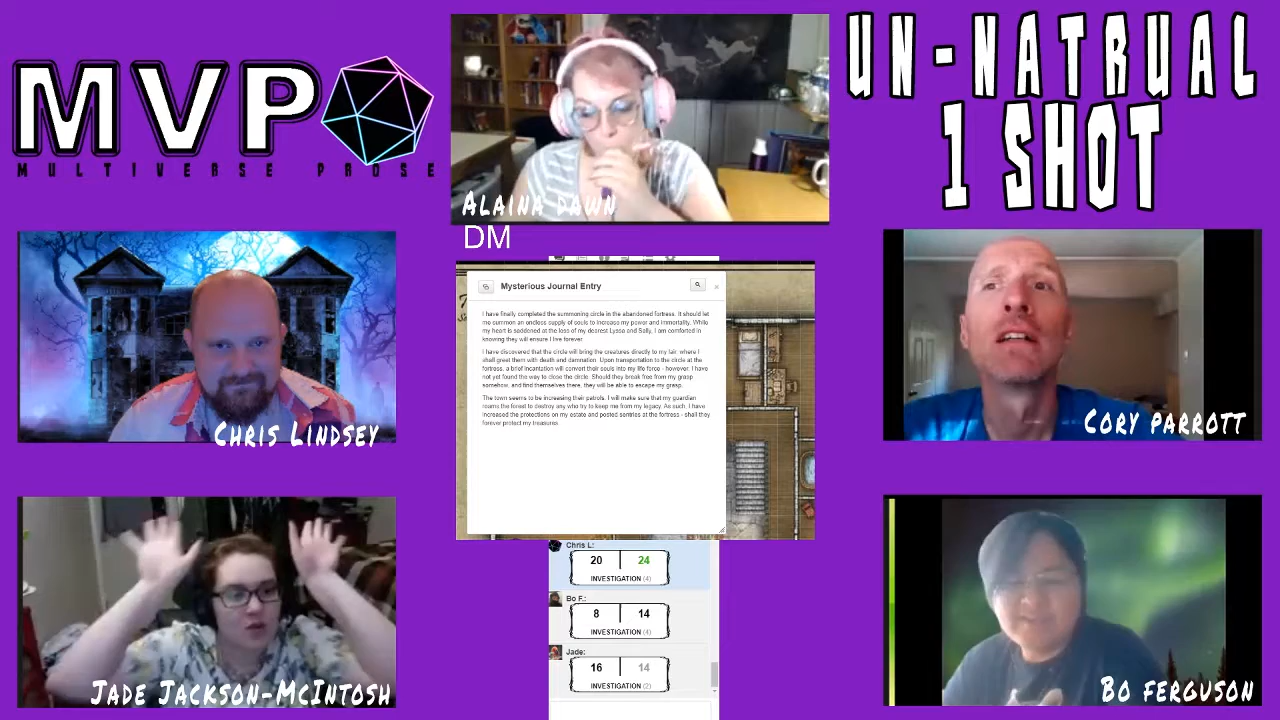 MVP
MULTIVERSE PROSE
UN-NATRUAL
1 SHOT
ALAINA DAWN
DM
CHRIS LINDSEY
CORY PARROTT
JADE JACKSON-MCINTOSH
BO FERGUSON
Mysterious Journal Entry
I have finally completed the summoning circle in the abandoned fortress. It should let
me summon an endless supply of souls to increase my power and immortality. While
my heart is saddened at the loss of my dearest Lyssa and Sally, I am comforted in
knowing they will ensure I live forever.
I have discovered that the circle will bring the creatures directly to my lair, where I
shall greet them with death and damnation. Upon transportation to the circle at the
fortress, a brief incantation will convert their souls into my life force - however, I have
not yet found the way to close the circle. Should they break free from my grasp
somehow, and find themselves there, they will be able to escape my grasp.
The town seems to be increasing their patrols. I will make sure that my guardian
roams the forest to destroy any who try to keep me from my legacy. As such, I have
increased the protections on my estate and posted sentries at the fortress - shall they
forever protect my treasures
Chris L:
20 24
INVESTIGATION (4)
Bo F.:
8 14
INVESTIGATION (4)
Jade:
16 14
INVESTIGATION (2)